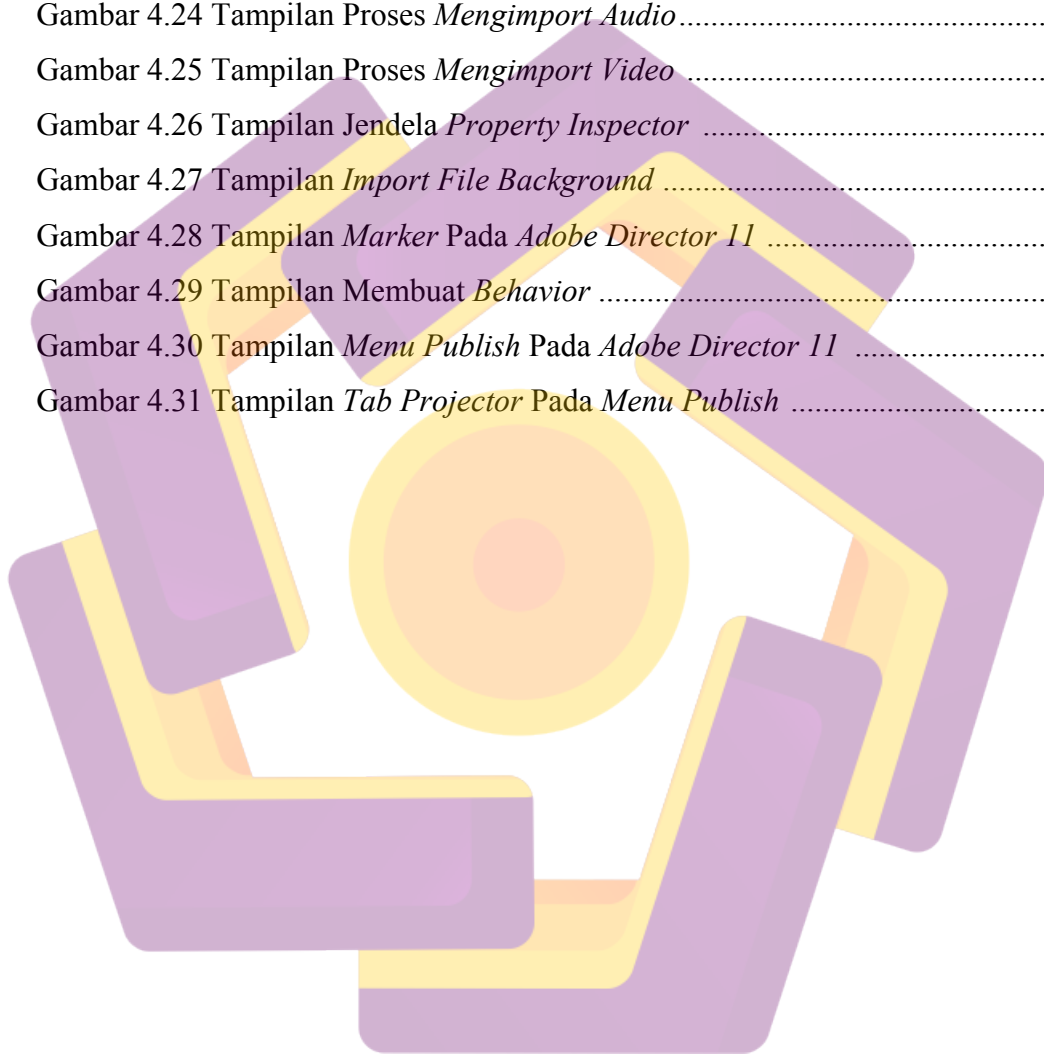 Gambar 4.24 Tampilan Proses Mengimport Audio................................................
Gambar 4.25 Tampilan Proses Mengimport Video ...............................................
Gambar 4.26 Tampilan Jendela Property Inspector .............................................
Gambar 4.27 Tampilan Import File Background ..................................................
Gambar 4.28 Tampilan Marker Pada Adobe Director 11 .....................................
Gambar 4.29 Tampilan Membuat Behavior ..........................................................
Gambar 4.30 Tampilan Menu Publish Pada Adobe Director 11 ..........................
Gambar 4.31 Tampilan Tab Projector Pada Menu Publish ..................................